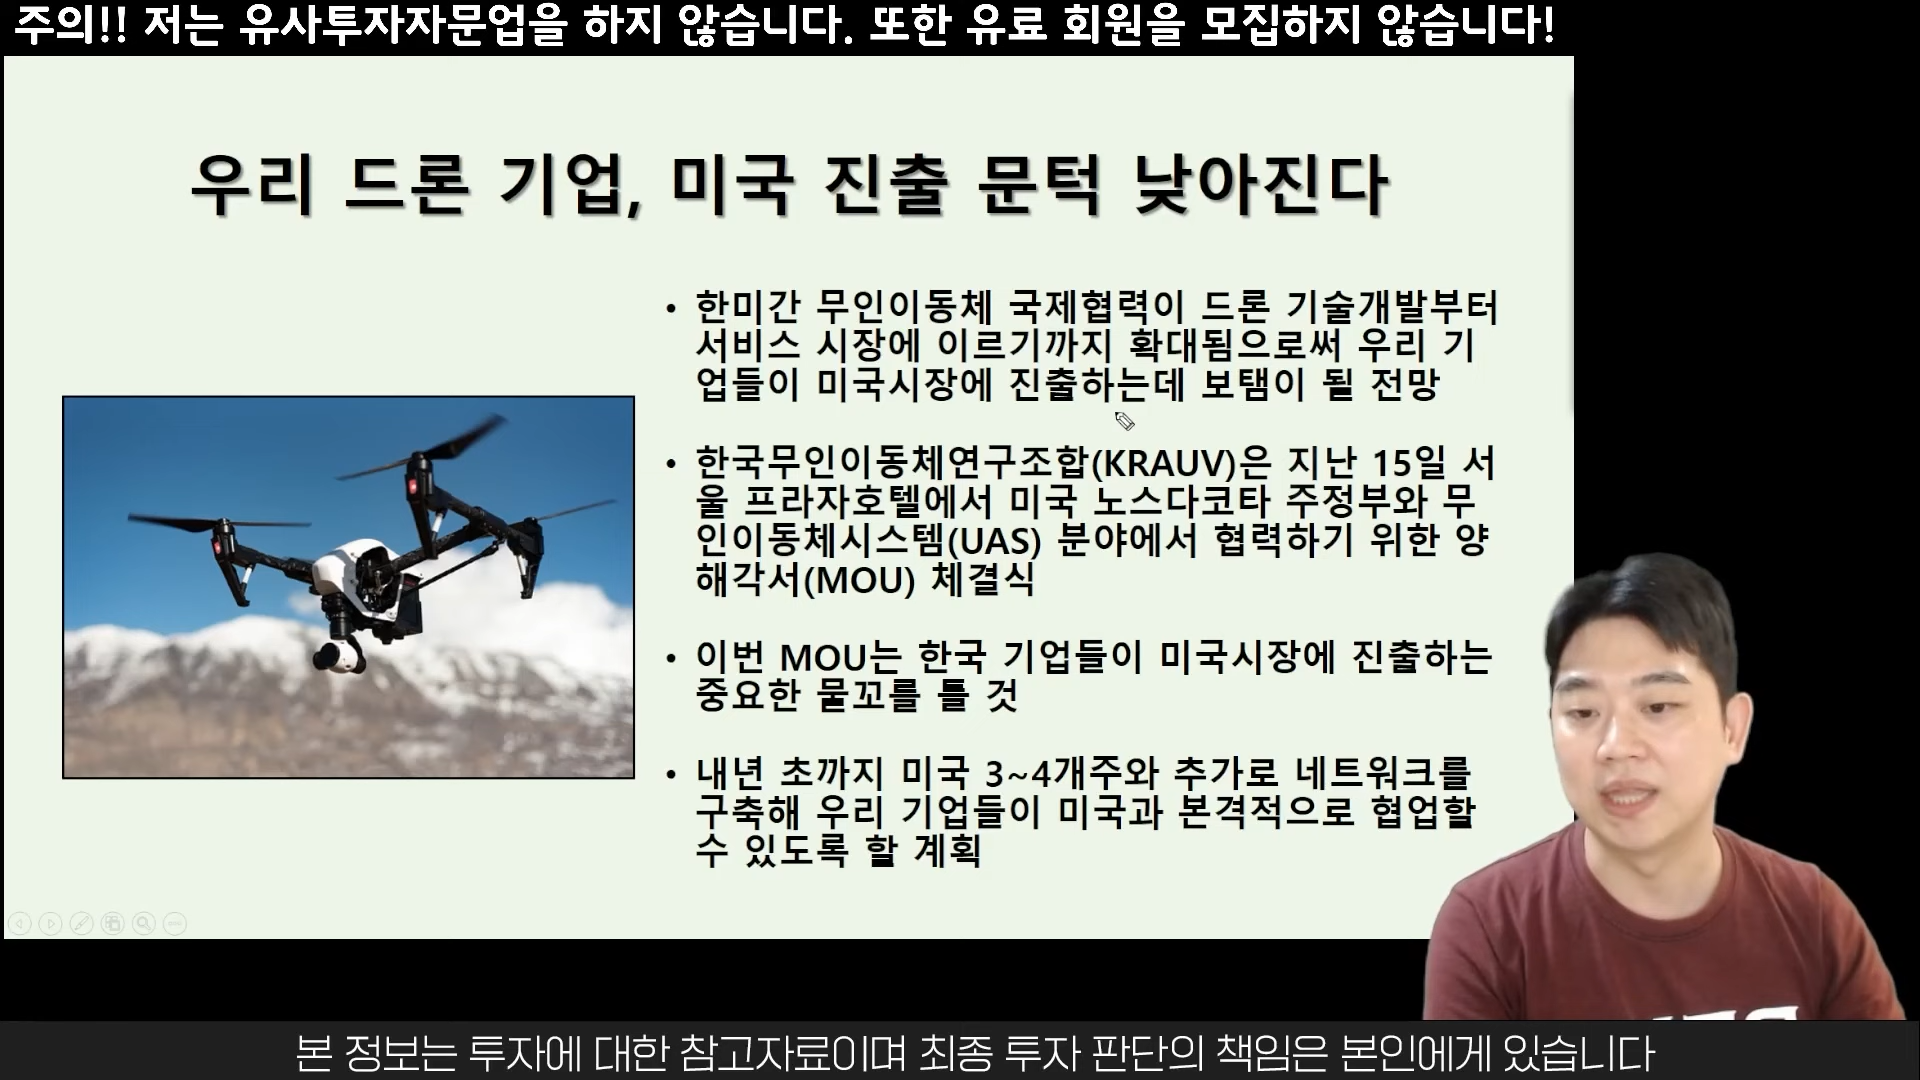 주의!! 저는 유사투자자문업을 하지 않습니다. 또한 유료 회원을 모집하지 않습니다!
우리 드론 기업, 미국 진출 문턱 낮아진다
• 한미간 무인이동체 국제협력이 드론 기술개발부터
서비스 시장에 이르기까지 확대됨으로써 우리 기
업들이 미국시장에 진출하는데 보탬이 될 전망
• 한국무인이동체연구조합(KRAUV)은 지난 15일 서
울 프라자호텔에서 미국 노스다코타 주정부와 무
인이동체시스템(UAS) 분야에서 협력하기 위한 양
해각서(MOU) 체결식
• 이번 MOU는 한국 기업들이 미국시장에 진출하는
중요한 물꼬를 틀 것
• 내년 초까지 미국 3~4개주와 추가로 네트워크를
구축해 우리 기업들이 미국과 본격적으로 협업할
수 있도록 할 계획
본 정보는 투자에 대한 참고자료이며 최종 투자 판단의 책임은 본인에게 있습니다